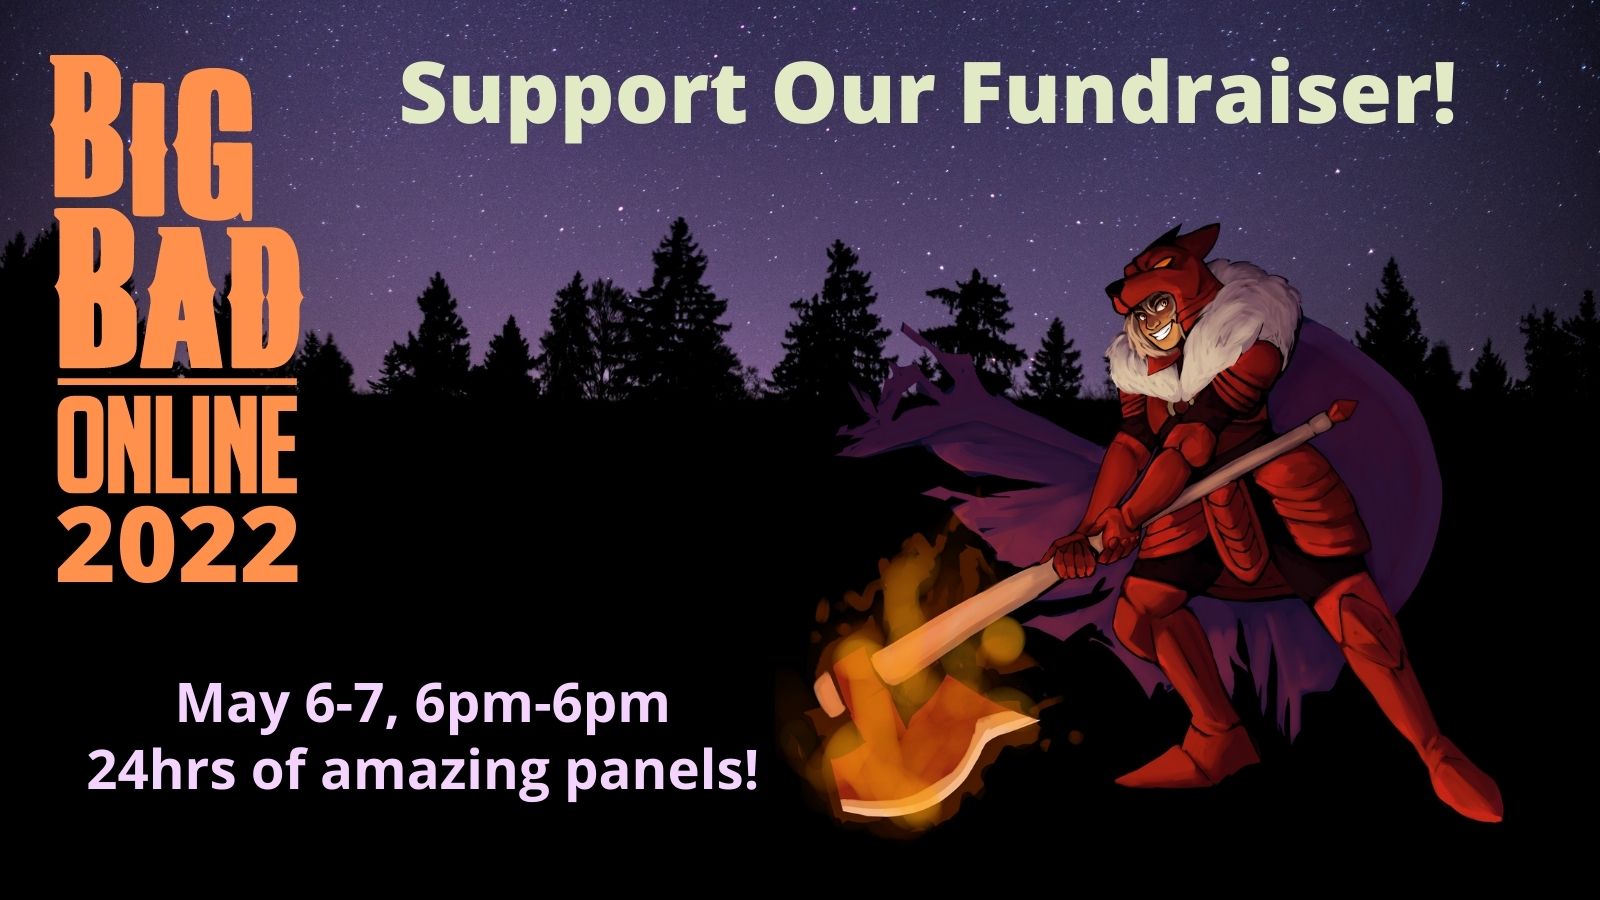 Support Our Fundraiser!
BIG
BAD
ONLINE
2022
May 6-7, 6pm-6pm
24hrs of amazing panels!